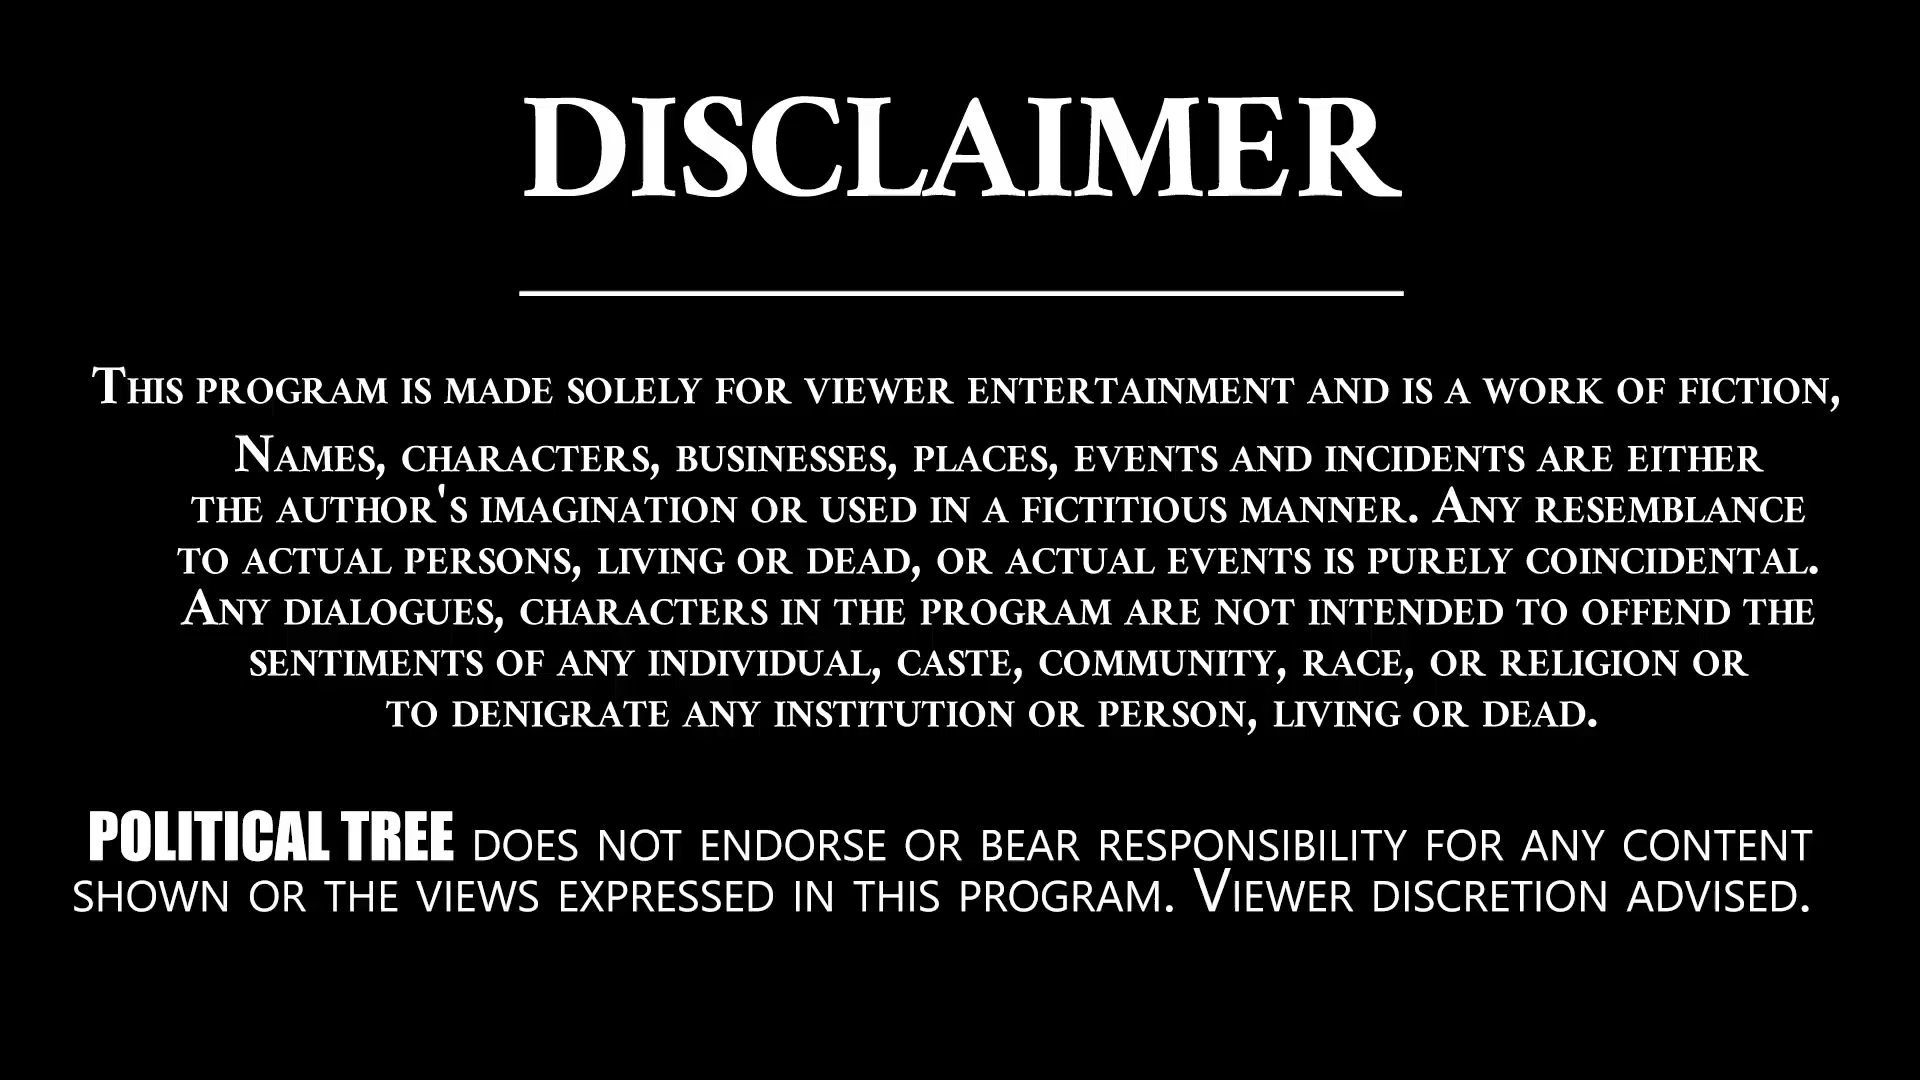 DISCLAIMER
This program is made solely for viewer entertainment and is a work of fiction,
Names, characters, businesses, places, events and incidents are either
the author's imagination or used in a fictitious manner. Any resemblance
to actual persons, living or dead, or actual events is purely coincidental.
Any dialogues, characters in the program are not intended to offend the
sentiments of any individual, caste, community, race, or religion or
to denigrate any institution or person, living or dead.
POLITICAL TREE does not endorse or bear responsibility for any content
shown or the views expressed in this program. Viewer discretion advised.